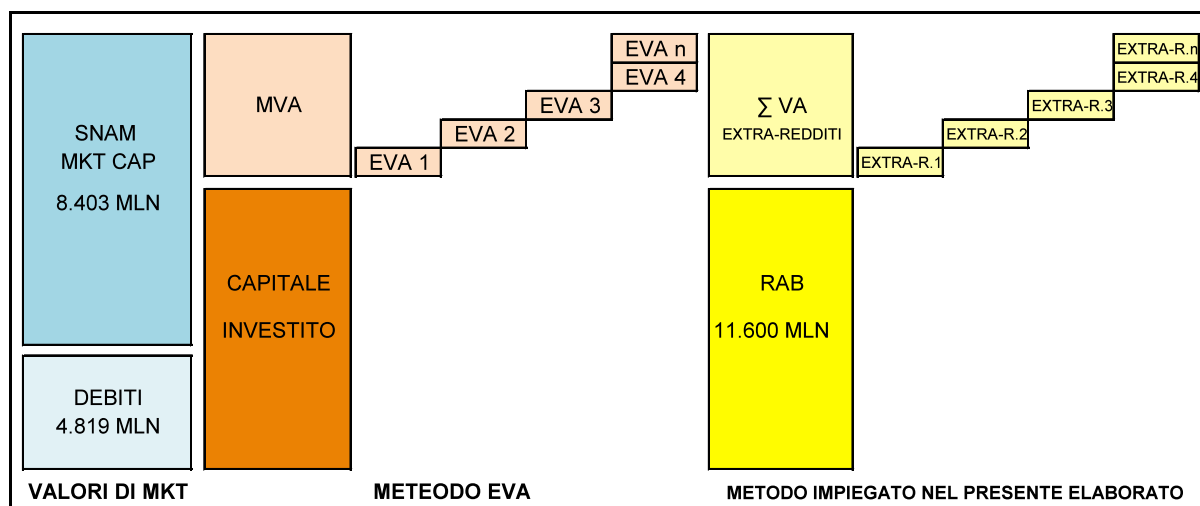 SNAM
MKT CAP
8.403 MLN
DEBITI
4.819 MLN
VALORI DI MKT
MVA
CAPITALE
INVESTITO
EVA 1
EVA 2
EVA 3
EVA 4
EVA n
METEODO EVA
∑ VA
EXTRA-REDDITI
RAB
11.600 MLN
EXTRA-R.1
EXTRA-R.2
EXTRA-R.3
EXTRA-R.4
EXTRA-R.n
METODO IMPIEGATO NEL PRESENTE ELABORATO